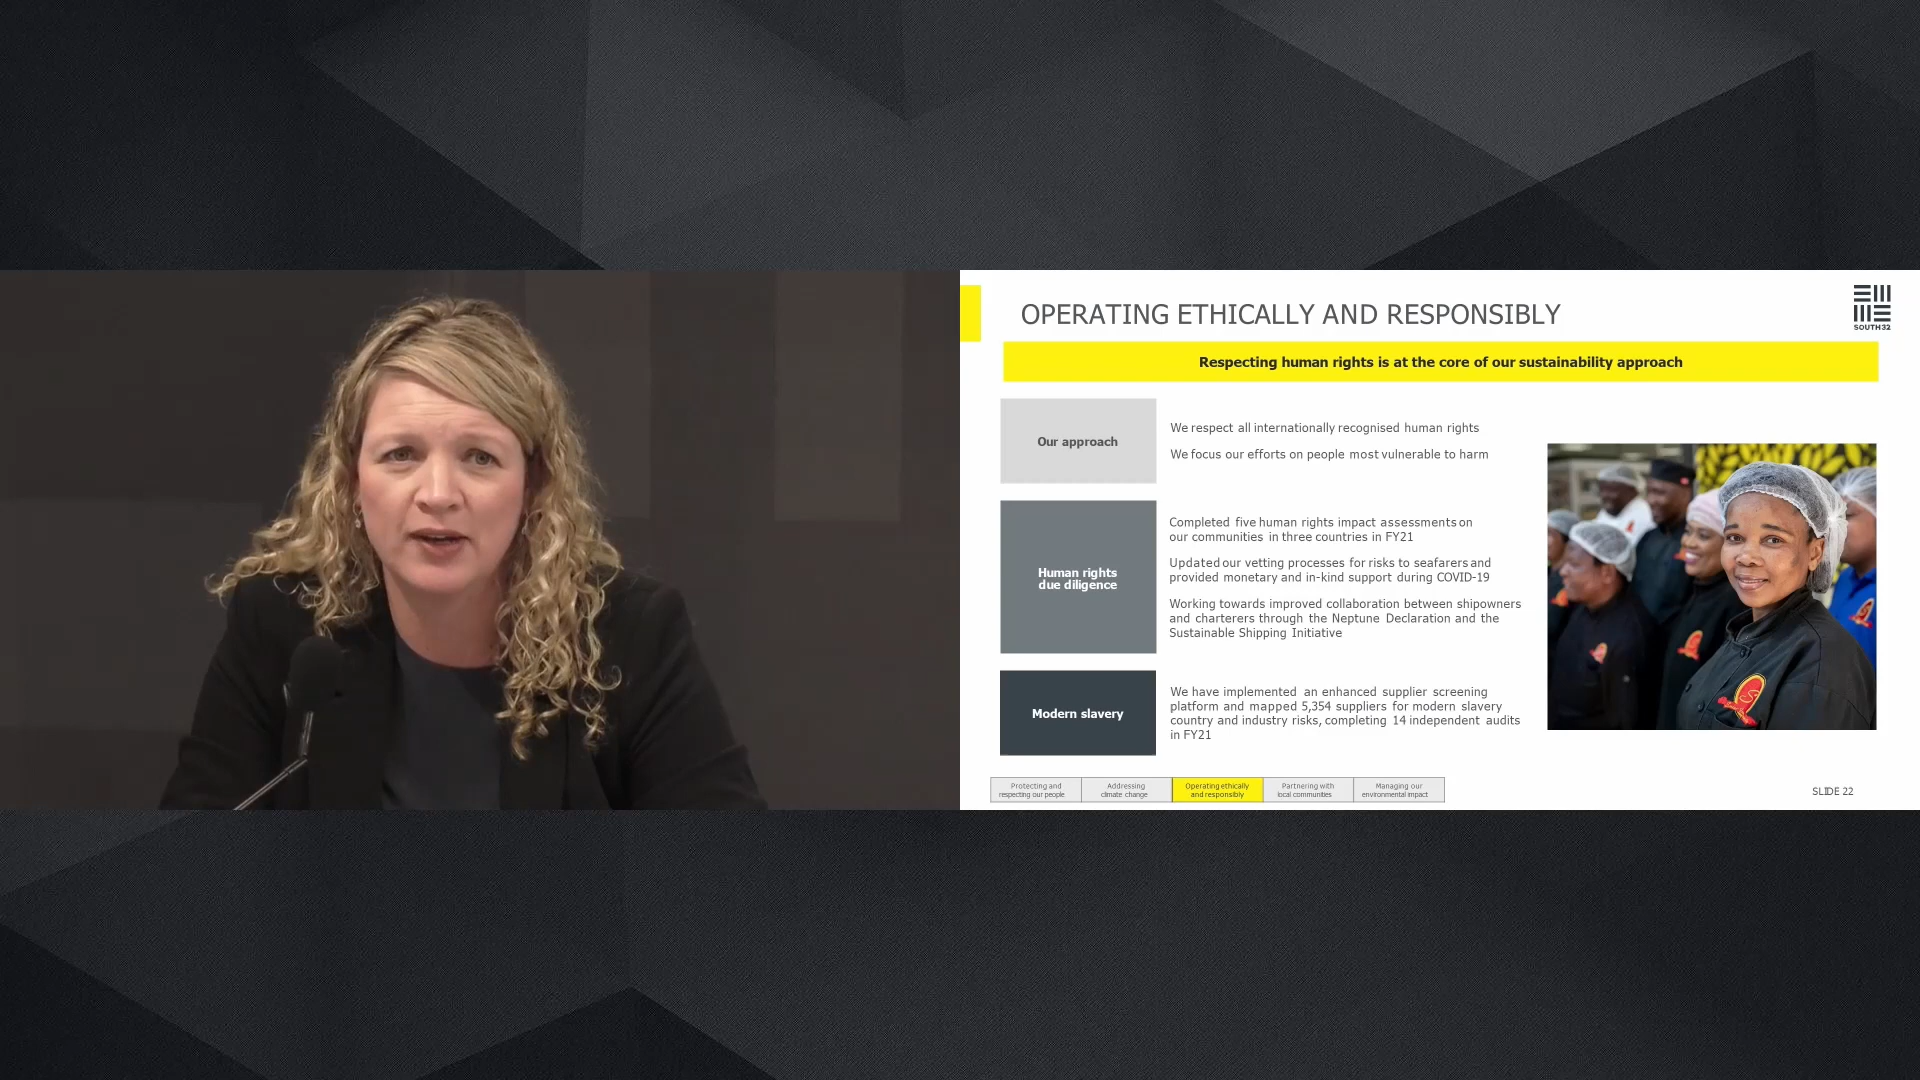 OPERATING ETHICALLY AND RESPONSIBLY
SOUTH32
Respecting human rights is at the core of our sustainability approach
Our approach
We respect all internationally recognised human rights
We focus our efforts on people most vulnerable to harm
Human rights
due diligence
Completed five human rights impact assessments on
our communities in three countries in FY21
Updated our vetting processes for risks to seafarers and
provided monetary and in-kind support during COVID-19
Working towards improved collaboration between shipowners
and charterers through the Neptune Declaration and the
Sustainable Shipping Initiative
Modern slavery
We have implemented an enhanced supplier screening
platform and mapped 5,354 suppliers for modern slavery
country and industry risks, completing 14 independent audits
in FY21
Protecting and
respecting our people
Addressing
climate change
Operating ethically
and responsibly
Partnering with
local communities
Managing our
environmental impact
SLIDE 22